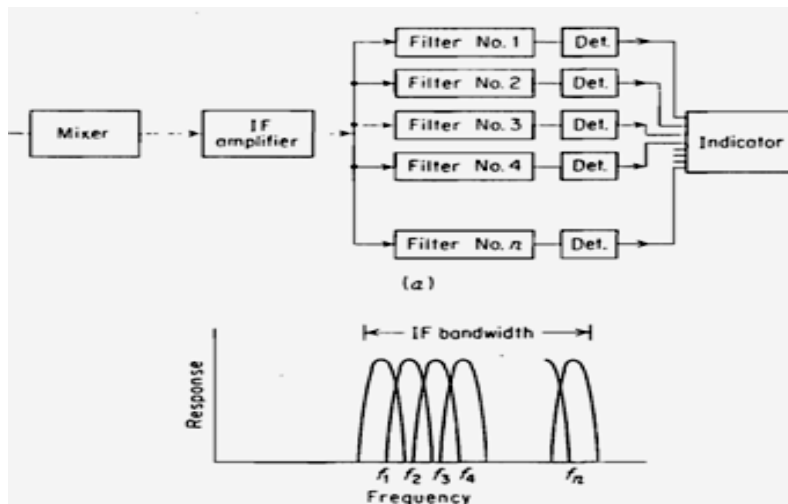 Filter No. 1 Det.
Filter No. 2 Det.
Mixer IF amplifier Filter No. 3 Det. Indicator
Filter No. 4 Det.
Filter No. n Det.
(a)
IF bandwidth
Response
f1 f2 f3 f4 fn
Frequency